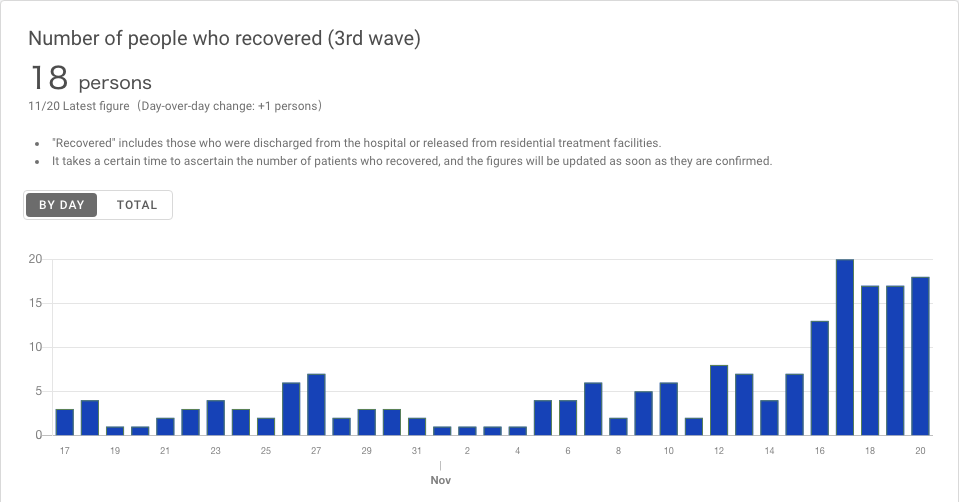 Number of people who recovered (3rd wave)
18 persons
11/20 Latest figure（Day-over-day change: +1 persons）
• "Recovered" includes those who were discharged from the hospital or released from residential treatment facilities.
• It takes a certain time to ascertain the number of patients who recovered, and the figures will be updated as soon as they are confirmed.
BY DAY TOTAL
20
15
10
5
0
17 19 21 23 25 27 29 31 2 4 6 8 10 12 14 16 18 20
Nov